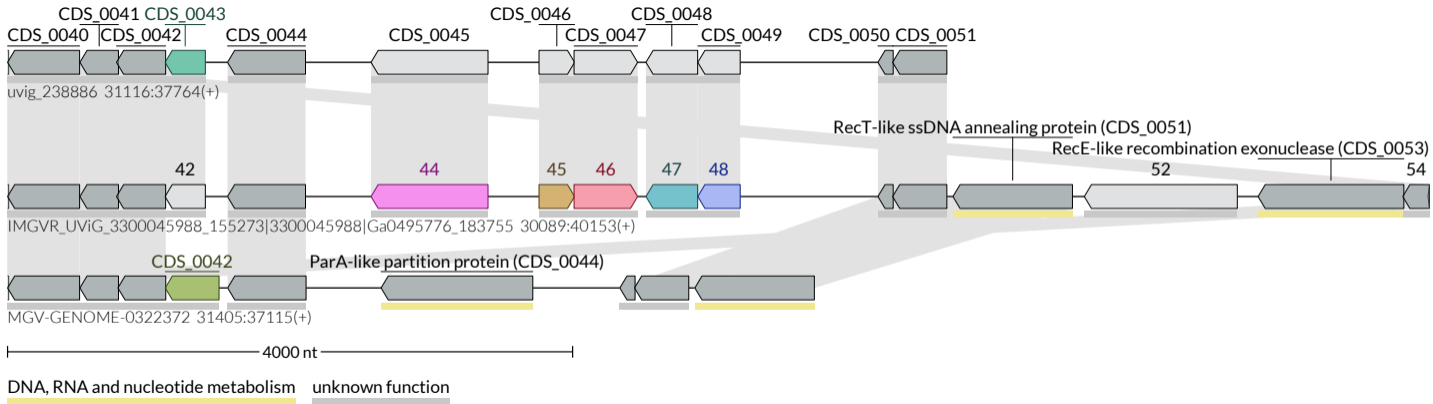 CDS_0041 CDS_0043 CDS_0046 CDS_0048
CDS_0040 CDS_0042 CDS_0044 CDS_0045 CDS_0047 CDS_0049 CDS_0050 CDS_0051
uvig_238886 31116:37764(+)
RecT-like ssDNA annealing protein (CDS_0051)
RecE-like recombination exonuclease (CDS_0053)
42 44 45 46 47 48 52 54
IMGVR_UViG_3300045988_155273|3300045988|Ga0495776_183755 30089:40153(+)
CDS_0042 ParA-like partition protein (CDS_0044)
MGV-GENOME-0322372 31405:37115(+)
4000 nt
DNA, RNA and nucleotide metabolism unknown function